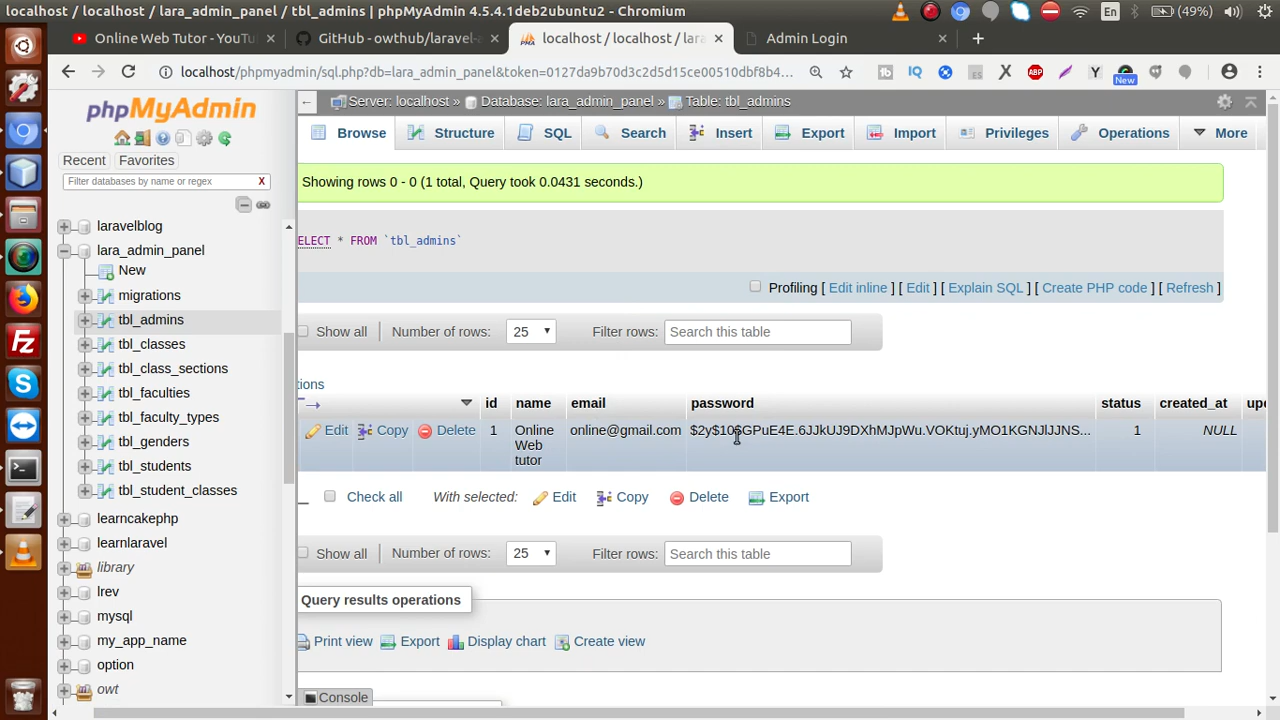 localhost / localhost / lara_admin_panel / tbl_admins | phpMyAdmin 4.5.4.1deb2ubuntu2 - Chromium
En
(49%)
Online Web Tutor - YouTu
GitHub - owthub/laravel-a
localhost / localhost / lara
Admin Login
localhost/phpmyadmin/sql.php?db=lara_admin_panel&token=0127da9b70d3c2d5d15ced0510dbf8b4...
IQ
ABP
New
phpMyAdmin
Recent
Favorites
Filter databases by name or regex
X
laravelblog
lara_admin_panel
New
migrations
tbl_admins
tbl_classes
tbl_class_sections
tbl_faculties
tbl_faculty_types
tbl_genders
tbl_students
tbl_student_classes
learncakephp
learnlaravel
library
lrev
mysql
my_app_name
option
owt
Server: localhost » Database: lara_admin_panel » Table: tbl_admins
Browse Structure SQL Search Insert Export Import Privileges Operations More
Showing rows 0 - 0 (1 total, Query took 0.0431 seconds.)
ELECT * FROM `tbl_admins`
Profiling [ Edit inline ] [ Edit ] [ Explain SQL ] [ Create PHP code ] [ Refresh ]
Show all Number of rows: 25 Filter rows: Search this table
tions
id name email password status created_at upd
Edit Copy Delete 1 Online Web tutor online@gmail.com 1 NULL
Check all With selected: Edit Copy Delete Export
Show all Number of rows: 25 Filter rows: Search this table
Query results operations
Print view Export Display chart Create view
Console